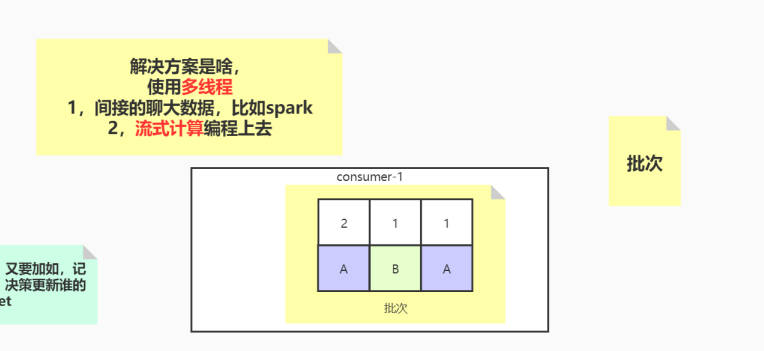 解决方案是啥，
使用多线程
1，间接的聊大数据，比如spark
2，流式计算编程上去
批次
consumer-1
2 1 1
A B A
批次
又要加如，记
决策更新谁的
et